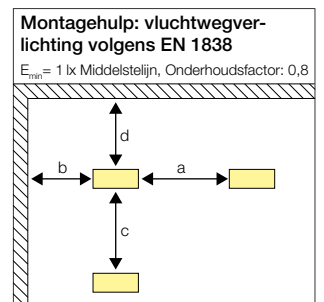 Montagehulp: vluchtwegver-
lichting volgens EN 1838
Emin= 1 lx Middelstelijn, Onderhoudsfactor: 0,8
d
b
a
c